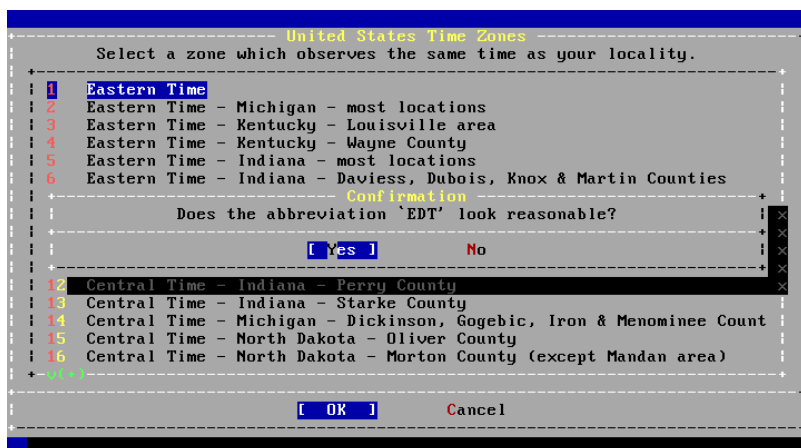 United States Time Zones
Select a zone which observes the same time as your locality.
1 Eastern Time
2 Eastern Time - Michigan - most locations
3 Eastern Time - Kentucky - Louisville area
4 Eastern Time - Kentucky - Wayne County
5 Eastern Time - Indiana - most locations
6 Eastern Time - Indiana - Daviess, Dubois, Knox & Martin Counties
Confirmation
Does the abbreviation `EDT' look reasonable?
[ Yes ] No
12 Central Time - Indiana - Perry County
13 Central Time - Indiana - Starke County
14 Central Time - Michigan - Dickinson, Gogebic, Iron & Menominee Count
15 Central Time - North Dakota - Oliver County
16 Central Time - North Dakota - Morton County (except Mandan area)
v(+)
[ OK ] Cancel